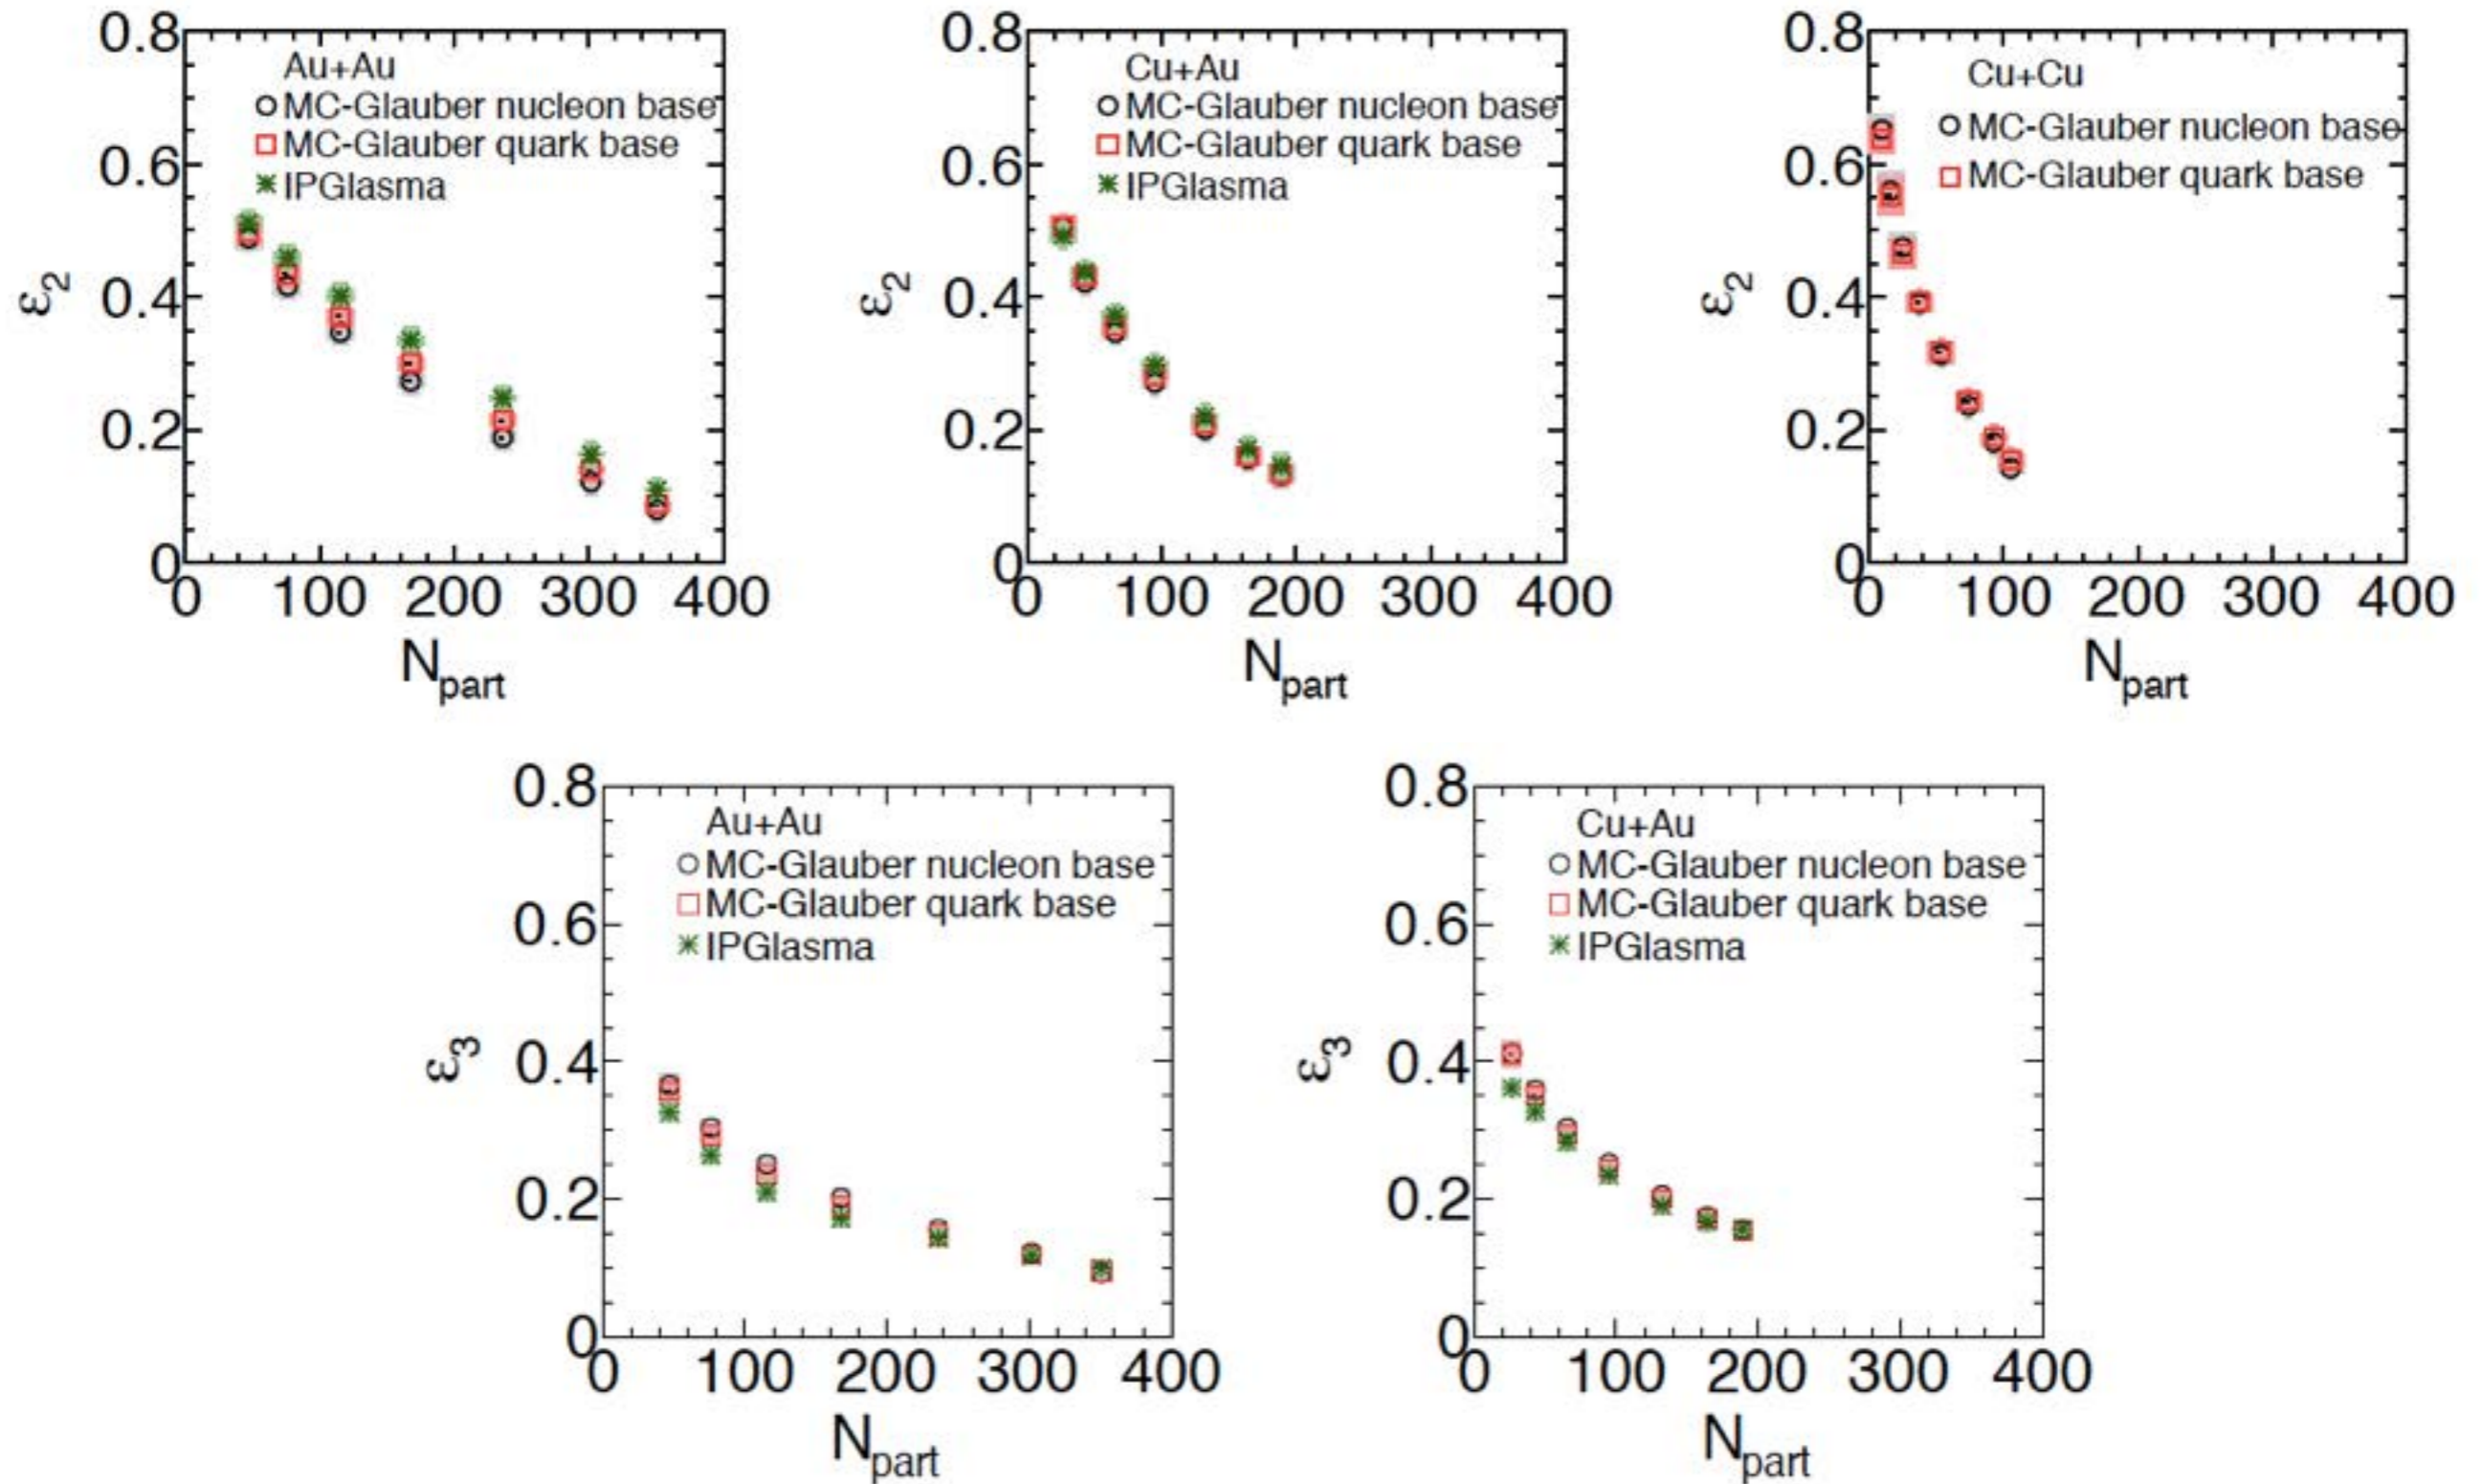 0.8
0.6
0.4
0.2
0
ε2
Au+Au
MC-Glauber nucleon base
MC-Glauber quark base
IPGlasma
0 100 200 300 400
Npart
0.8
0.6
0.4
0.2
0
ε2
Cu+Au
MC-Glauber nucleon base
MC-Glauber quark base
IPGlasma
0 100 200 300 400
Npart
0.8
0.6
0.4
0.2
0
ε2
Cu+Cu
MC-Glauber nucleon base
MC-Glauber quark base
0 100 200 300 400
Npart
0.8
0.6
0.4
0.2
0
ε3
Au+Au
MC-Glauber nucleon base
MC-Glauber quark base
IPGlasma
0 100 200 300 400
Npart
0.8
0.6
0.4
0.2
0
ε3
Cu+Au
MC-Glauber nucleon base
MC-Glauber quark base
IPGlasma
0 100 200 300 400
Npart